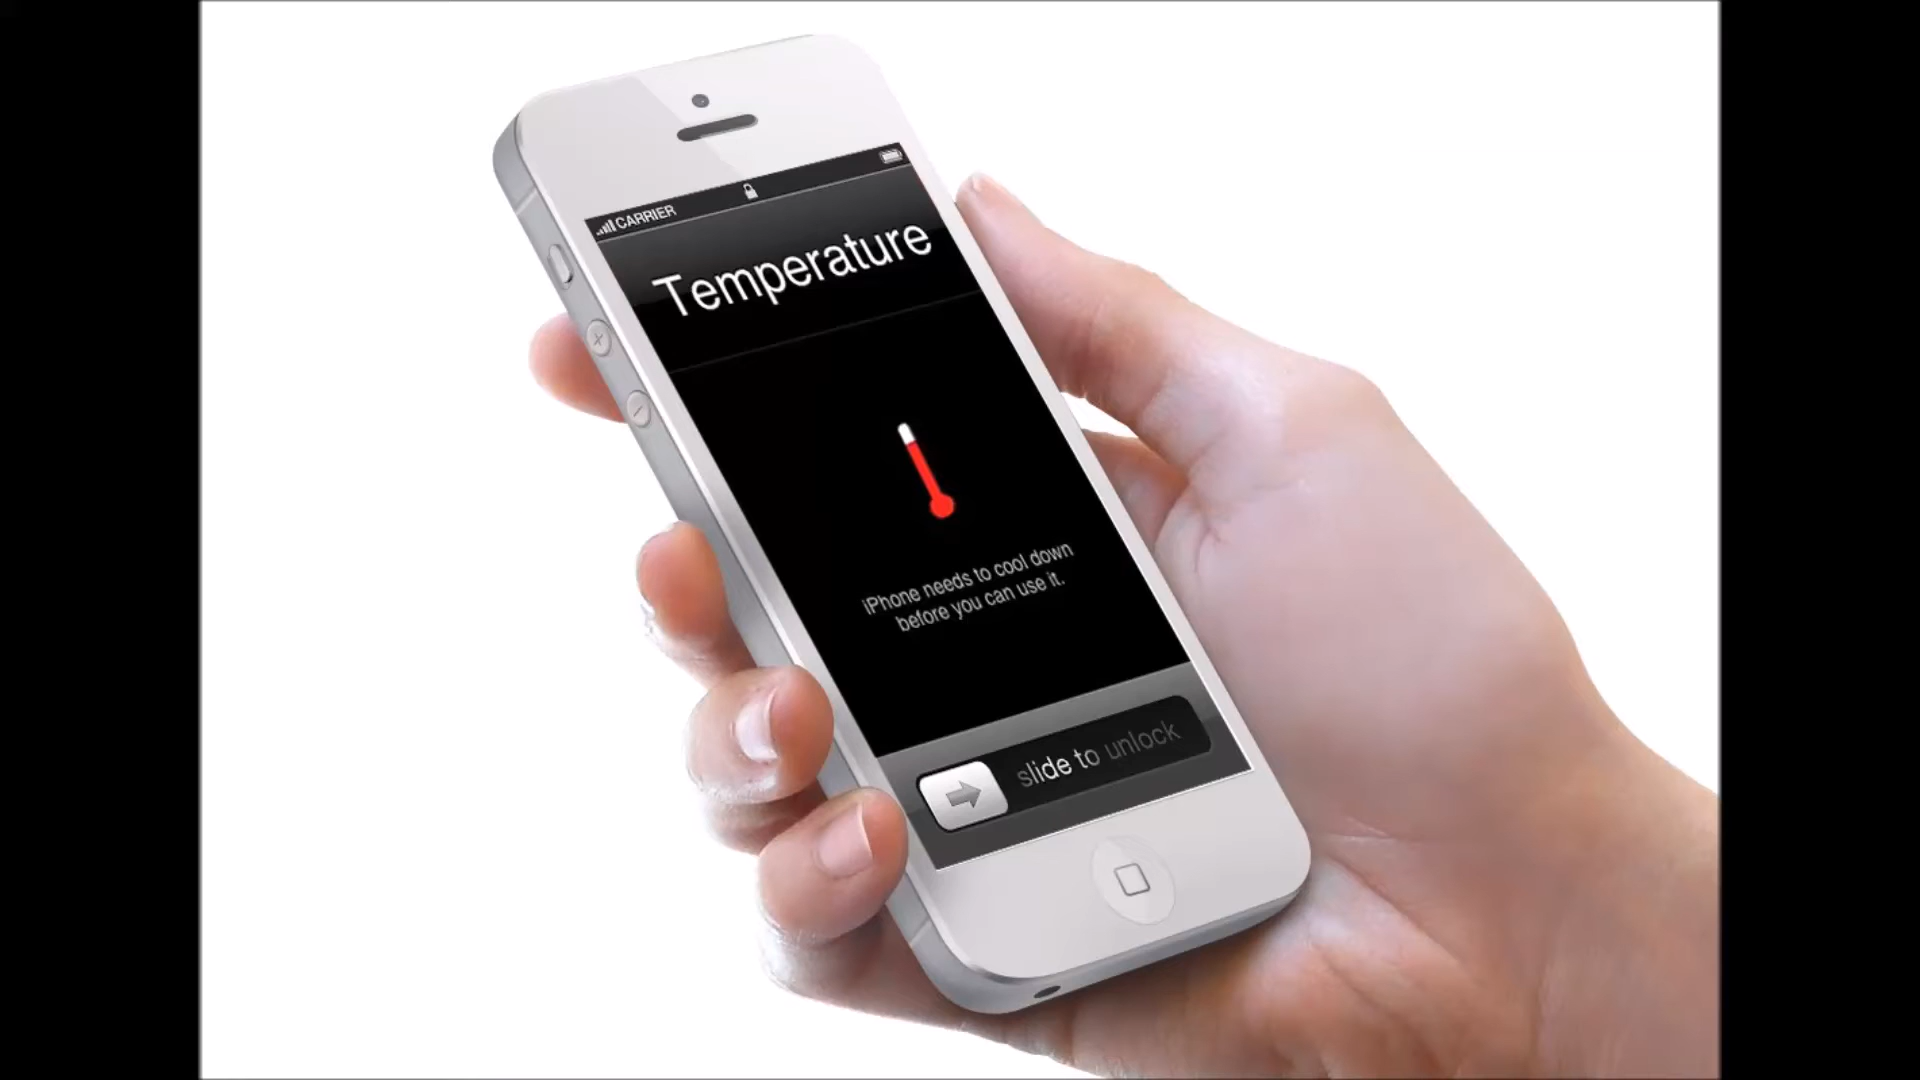 CARRIER
Temperature
iPhone needs to cool down
before you can use it.
slide to unlock